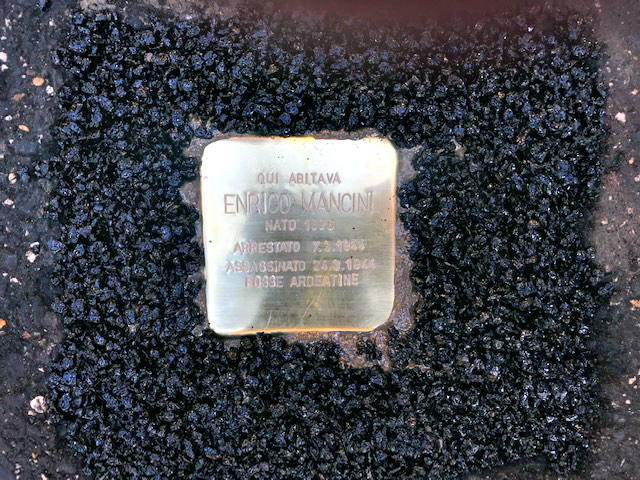 QUI ABITAVA
ENRICO MANCINI
NATO
ARRESTATO 7.3.1944
ASSASSINATO 24.3.1944
FOSSE ARDEATINE